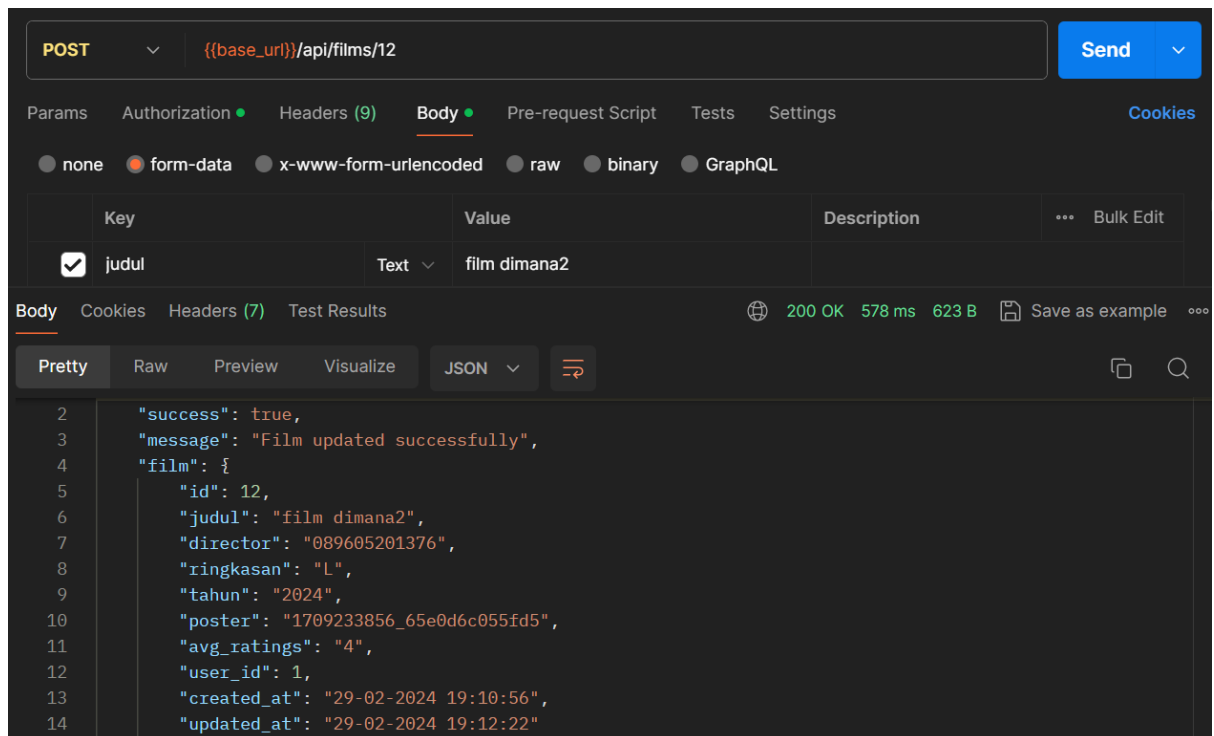 POST {{base_url}}/api/films/12 Send
Params Authorization Headers (9) Body Pre-request Script Tests Settings Cookies
none form-data x-www-form-urlencoded raw binary GraphQL
Key Value Description Bulk Edit
judul Text film dimana2
Body Cookies Headers (7) Test Results 200 OK 578 ms 623 B Save as example
Pretty Raw Preview Visualize JSON
2 "success": true,
3 "message": "Film updated successfully",
4 "film": {
5 "id": 12,
6 "judul": "film dimana2",
7 "director": "089605201376",
8 "ringkasan": "L",
9 "tahun": "2024",
10 "poster": "1709233856_65e0d6c055fd5",
11 "avg_ratings": "4",
12 "user_id": 1,
13 "created_at": "29-02-2024 19:10:56",
14 "updated_at": "29-02-2024 19:12:22"